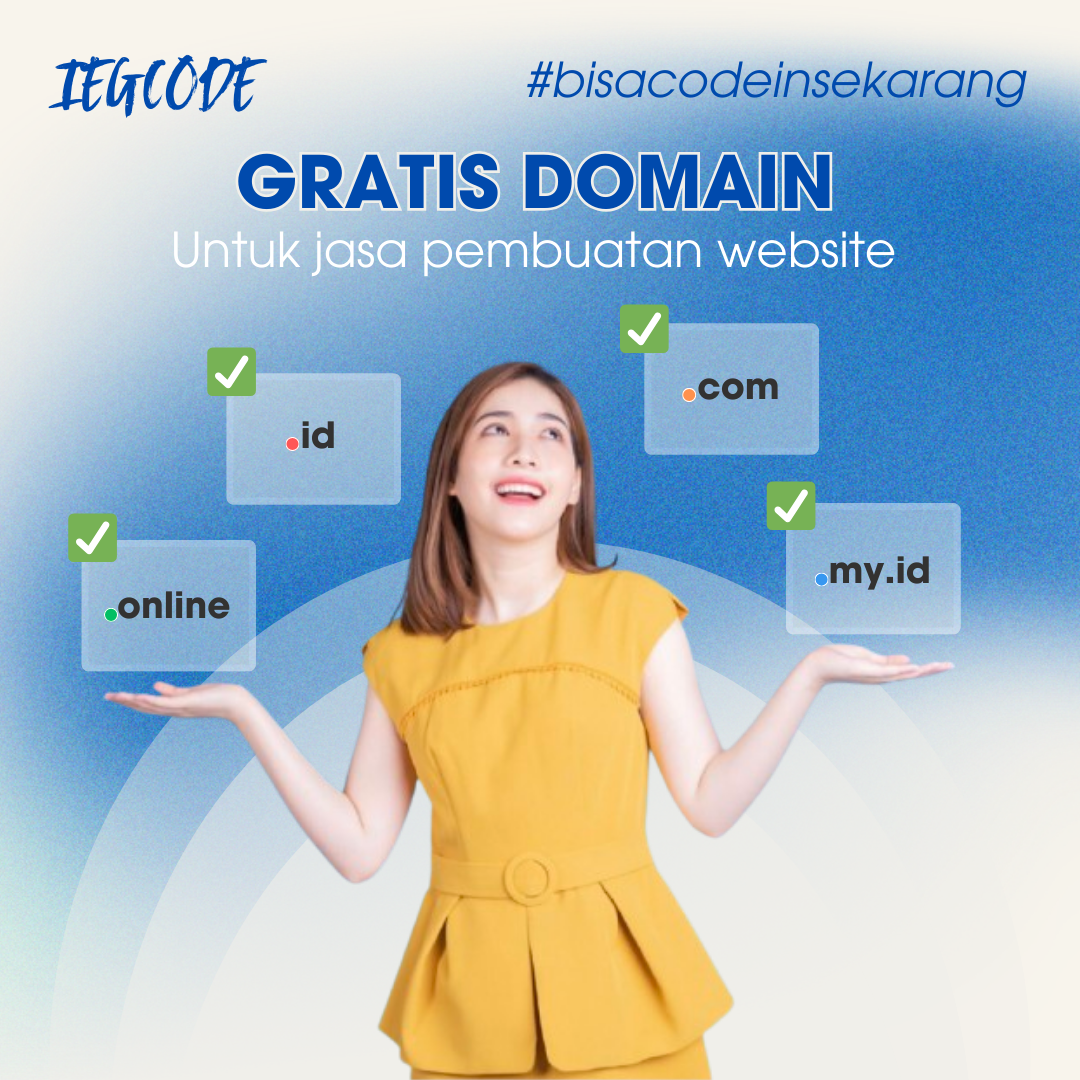 IEGCODE
#bisacodeinsekarang
GRATIS DOMAIN
Untuk jasa pembuatan website
.id
.com
.online
.my.id